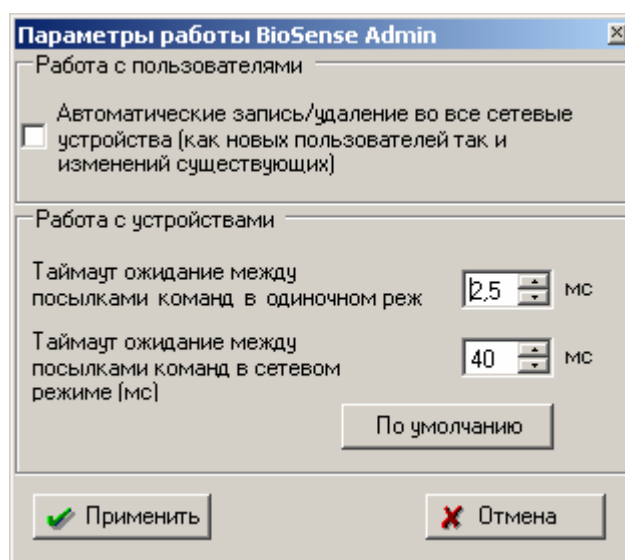 Параметры работы BioSense Admin
Работа с пользователями
Автоматические запись/удаление во все сетевые
устройства (как новых пользователей так и
изменений существующих)
Работа с устройствами
Таймаут ожидание между
посылками команд в одиночном реж
2,5 мс
Таймаут ожидание между
посылками команд в сетевом
режиме (мс)
40 мс
По умолчанию
Применить
Отмена